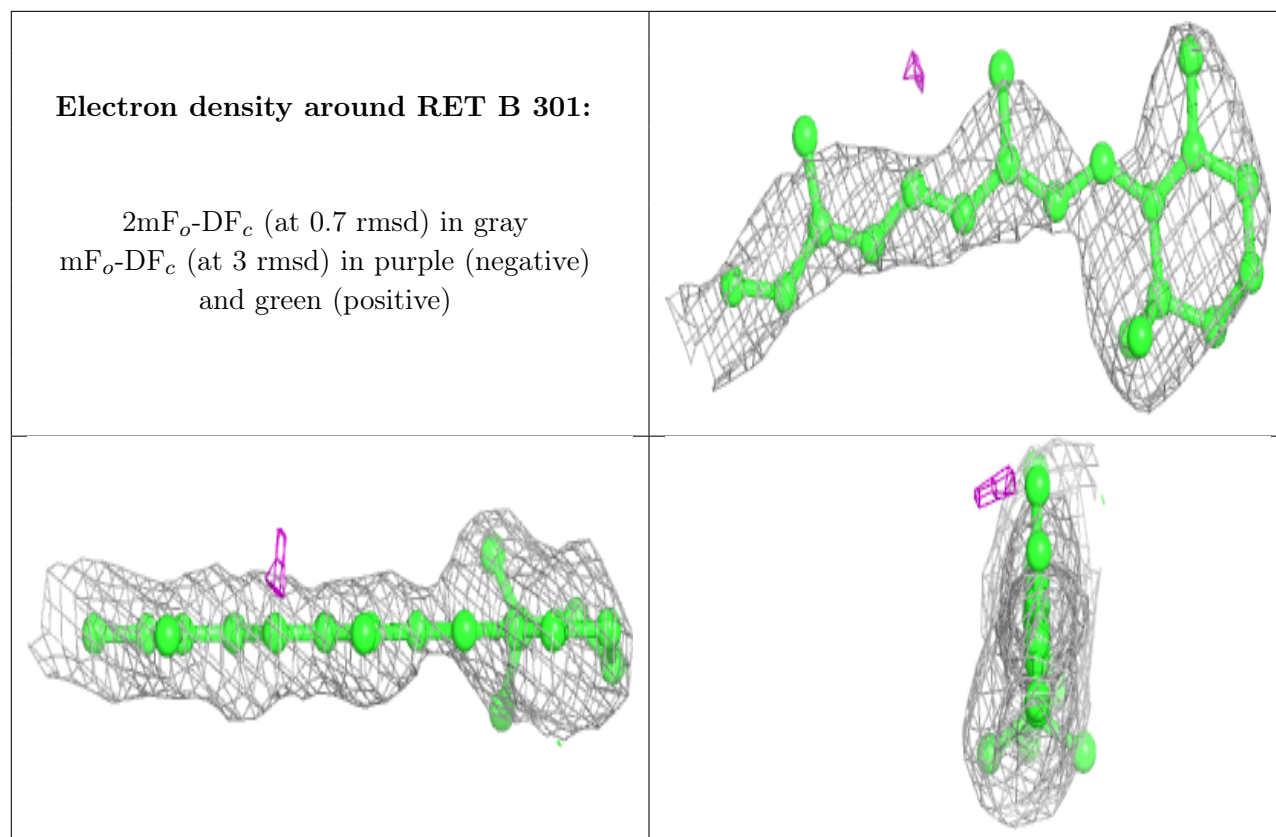 Electron density around RET B 301:
2mFo-DFc (at 0.7 rmsd) in gray
mFo-DFc (at 3 rmsd) in purple (negative)
and green (positive)